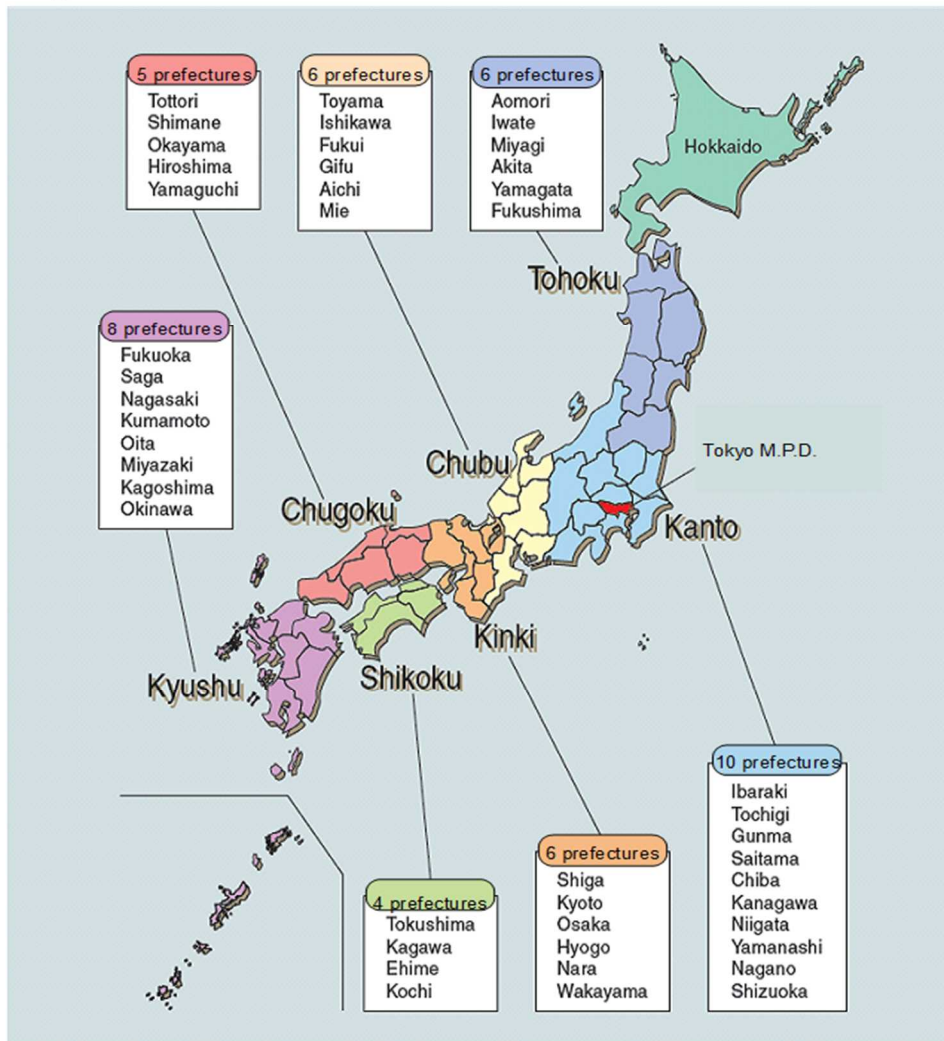 5 prefectures
Tottori
Shimane
Okayama
Hiroshima
Yamaguchi
6 prefectures
Toyama
Ishikawa
Fukui
Gifu
Aichi
Mie
6 prefectures
Aomori
Iwate
Miyagi
Akita
Yamagata
Fukushima
Hokkaido
Tohoku
8 prefectures
Fukuoka
Saga
Nagasaki
Kumamoto
Oita
Miyazaki
Kagoshima
Okinawa
Chubu
Tokyo M.P.D.
Chugoku
Kanto
Kinki
Shikoku
Kyushu
10 prefectures
Ibaraki
Tochigi
Gunma
Saitama
Chiba
Kanagawa
Niigata
Yamanashi
Nagano
Shizuoka
6 prefectures
Shiga
Kyoto
Osaka
Hyogo
Nara
Wakayama
4 prefectures
Tokushima
Kagawa
Ehime
Kochi